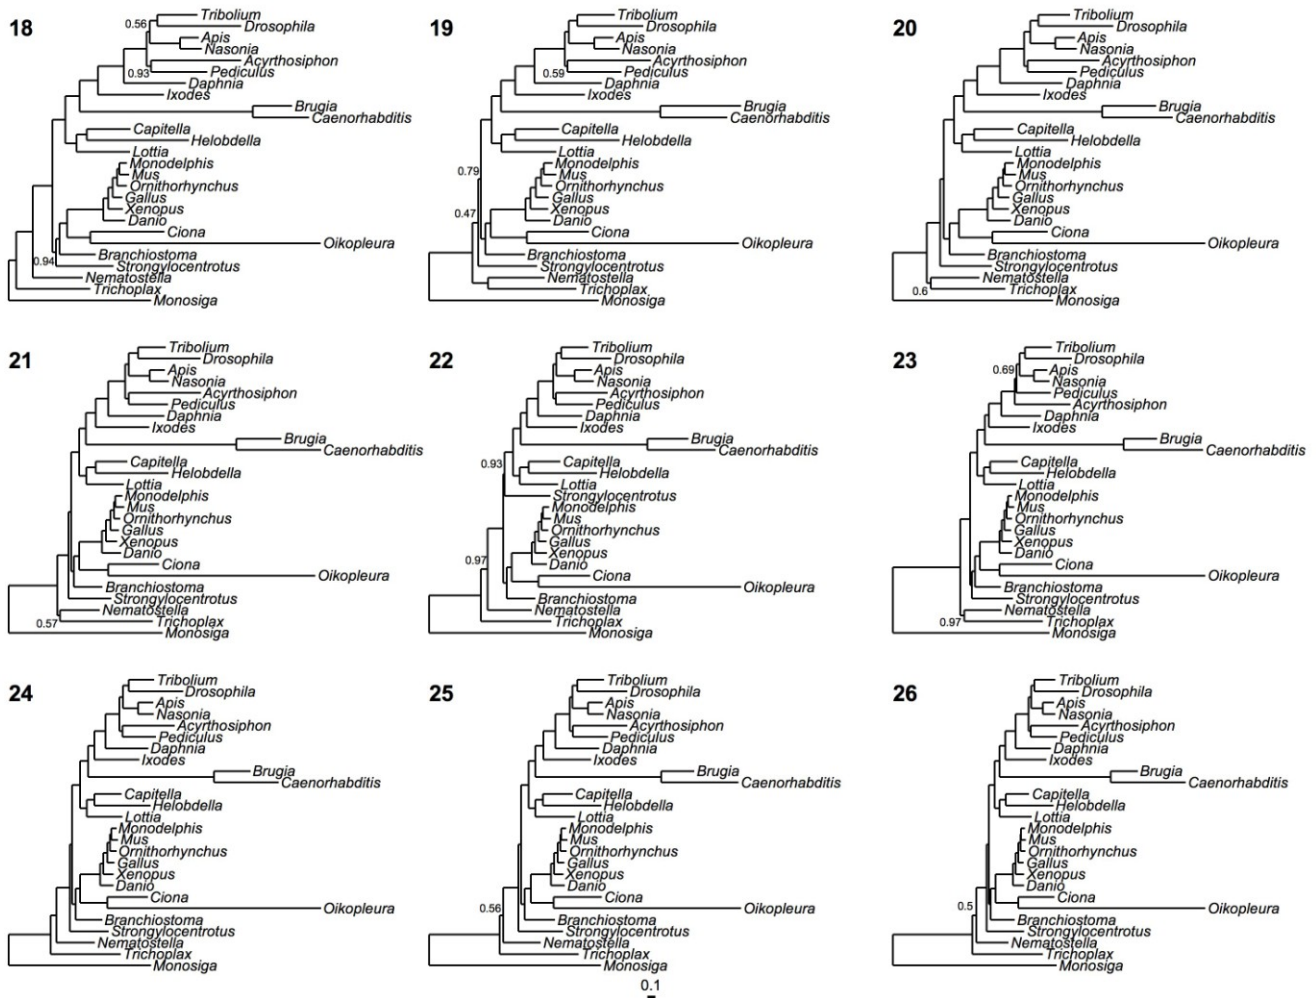 18
0.56
Tribolium
Drosophila
Apis
Nasonia
Acyrthosiphon
0.93
Pediculus
Daphnia
Ixodes
Brugia
Caenorhabditis
Capitella
Helobdella
Lottia
Monodelphis
Mus
Ornithorhynchus
Gallus
Xenopus
Danio
Ciona
Oikopleura
Branchiostoma
0.94
Strongylocentrotus
Nematostella
Trichoplax
Monosiga
19
Tribolium
Drosophila
Apis
Nasonia
Acyrthosiphon
0.59
Pediculus
Daphnia
Ixodes
Brugia
Caenorhabditis
Capitella
Helobdella
Lottia
Monodelphis
0.79
Mus
Ornithorhynchus
Gallus
Xenopus
0.47
Danio
Ciona
Oikopleura
Branchiostoma
Strongylocentrotus
Nematostella
Trichoplax
Monosiga
20
Tribolium
Drosophila
Apis
Nasonia
Acyrthosiphon
Pediculus
Daphnia
Ixodes
Brugia
Caenorhabditis
Capitella
Helobdella
Lottia
Monodelphis
Mus
Ornithorhynchus
Gallus
Xenopus
Danio
Ciona
Oikopleura
Branchiostoma
Strongylocentrotus
Nematostella
0.6
Trichoplax
Monosiga
21
Tribolium
Drosophila
Apis
Nasonia
Acyrthosiphon
Pediculus
Daphnia
Ixodes
Brugia
Caenorhabditis
Capitella
Helobdella
Lottia
Monodelphis
Mus
Ornithorhynchus
Gallus
Xenopus
Danio
Ciona
Oikopleura
Branchiostoma
Strongylocentrotus
Nematostella
0.57
Trichoplax
Monosiga
22
Tribolium
Drosophila
Apis
Nasonia
Acyrthosiphon
Pediculus
Daphnia
Ixodes
Brugia
Caenorhabditis
0.93
Capitella
Helobdella
Lottia
Strongylocentrotus
Monodelphis
Mus
Ornithorhynchus
Gallus
Xenopus
0.97
Danio
Ciona
Oikopleura
Branchiostoma
Nematostella
Trichoplax
Monosiga
23
Tribolium
Drosophila
0.69
Apis
Nasonia
Pediculus
Acyrthosiphon
Daphnia
Ixodes
Brugia
Caenorhabditis
Capitella
Helobdella
Lottia
Monodelphis
Mus
Ornithorhynchus
Gallus
Xenopus
Danio
Ciona
Oikopleura
Branchiostoma
Strongylocentrotus
Nematostella
0.97
Trichoplax
Monosiga
24
Tribolium
Drosophila
Apis
Nasonia
Acyrthosiphon
Pediculus
Daphnia
Ixodes
Brugia
Caenorhabditis
Capitella
Helobdella
Lottia
Monodelphis
Mus
Ornithorhynchus
Gallus
Xenopus
Danio
Ciona
Oikopleura
Branchiostoma
Strongylocentrotus
Nematostella
Trichoplax
Monosiga
25
Tribolium
Drosophila
Apis
Nasonia
Acyrthosiphon
Pediculus
Daphnia
Ixodes
Brugia
Caenorhabditis
Capitella
Helobdella
Lottia
Monodelphis
Mus
Ornithorhynchus
Gallus
Xenopus
Danio
Ciona
0.56
Oikopleura
Branchiostoma
Strongylocentrotus
Nematostella
Trichoplax
Monosiga
0.1
26
Tribolium
Drosophila
Apis
Nasonia
Acyrthosiphon
Pediculus
Daphnia
Ixodes
Brugia
Caenorhabditis
Capitella
Helobdella
Lottia
Monodelphis
Mus
Ornithorhynchus
Gallus
Xenopus
Danio
Ciona
0.5
Oikopleura
Branchiostoma
Strongylocentrotus
Nematostella
Trichoplax
Monosiga